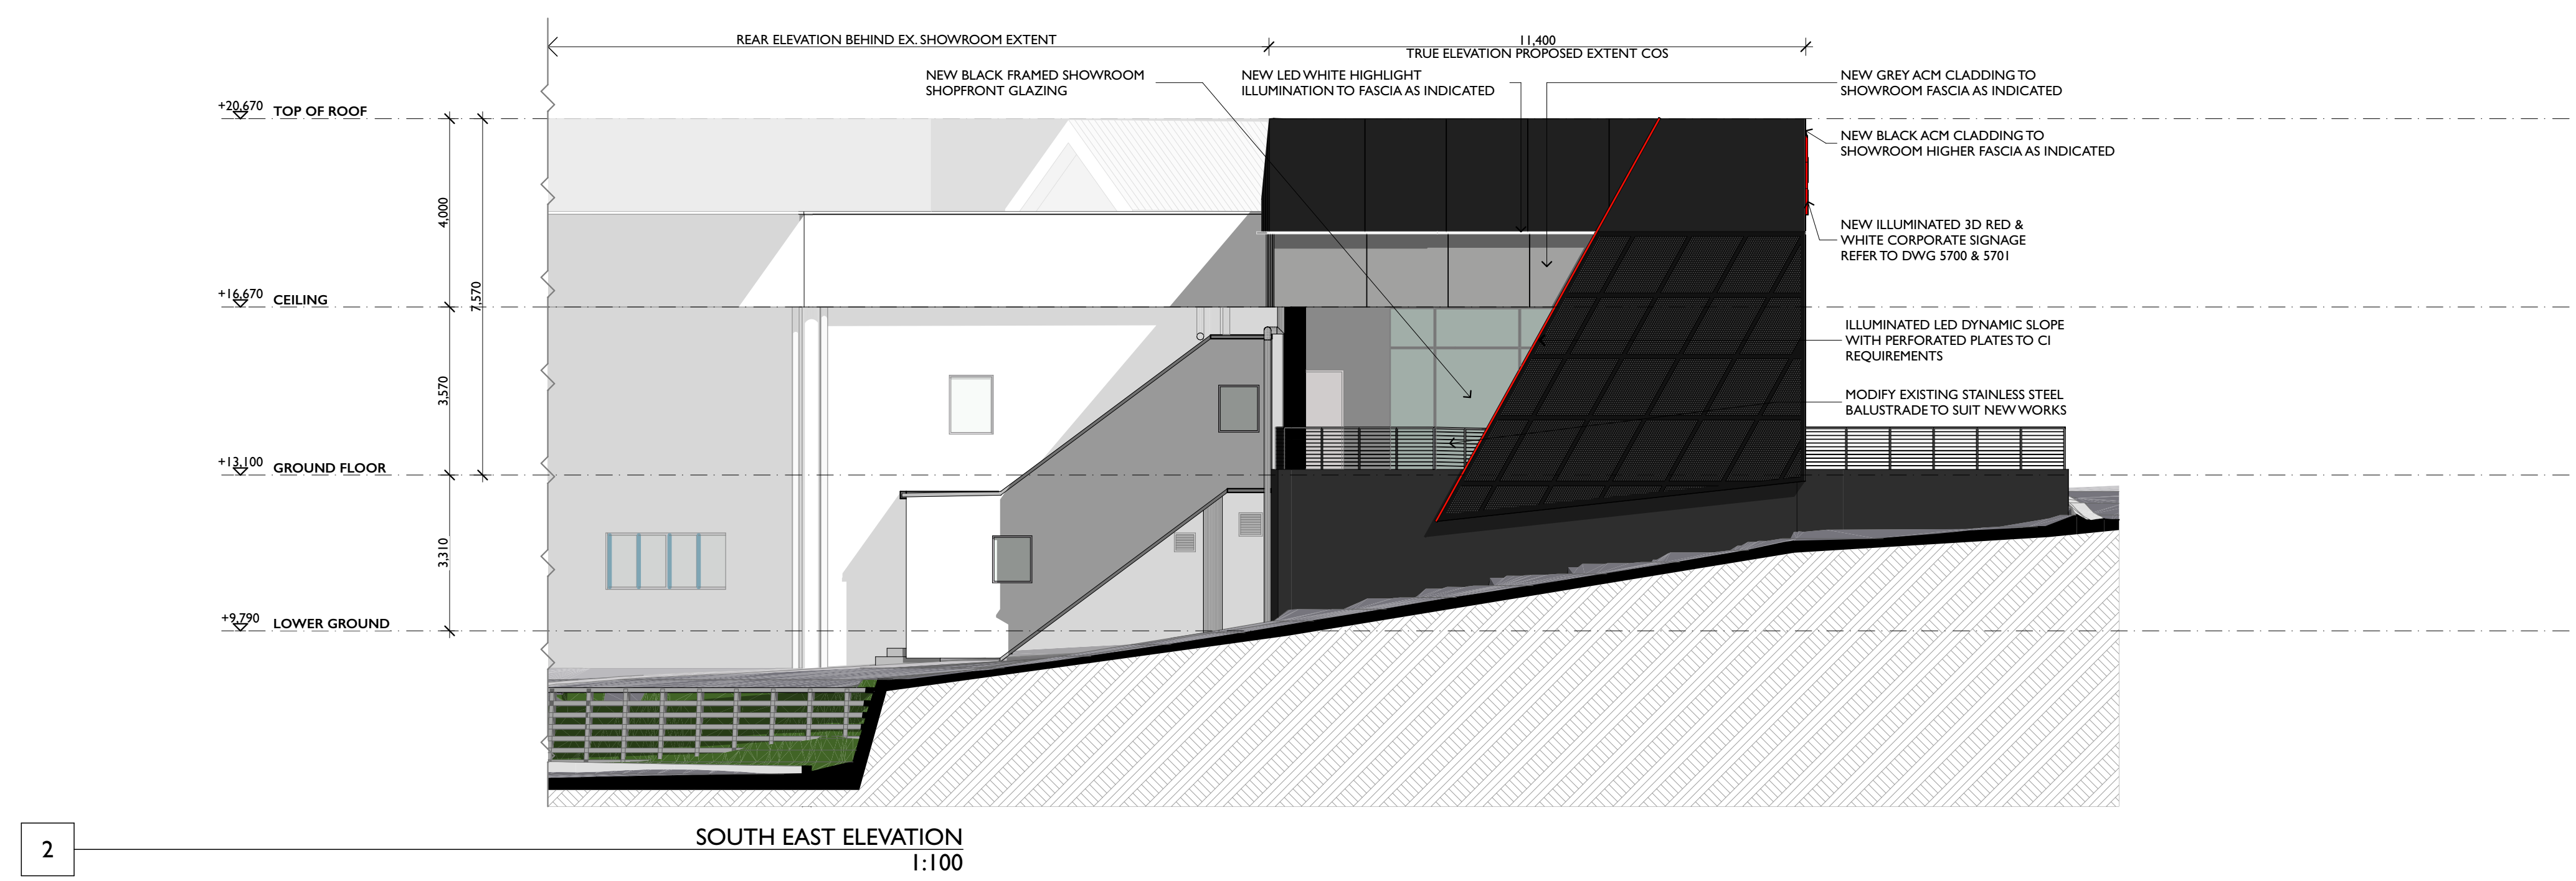 REAR ELEVATION BEHIND EX. SHOWROOM EXTENT
11,400
TRUE ELEVATION PROPOSED EXTENT COS
NEW BLACK FRAMED SHOWROOM
SHOPFRONT GLAZING
NEW LED WHITE HIGHLIGHT
ILLUMINATION TO FASCIA AS INDICATED
NEW GREY ACM CLADDING TO
SHOWROOM FASCIA AS INDICATED
+20,670
TOP OF ROOF
NEW BLACK ACM CLADDING TO
SHOWROOM HIGHER FASCIA AS INDICATED
4,000
NEW ILLUMINATED 3D RED &
WHITE CORPORATE SIGNAGE
REFER TO DWG 5700 & 5701
+16,670
CEILING
7,570
ILLUMINATED LED DYNAMIC SLOPE
WITH PERFORATED PLATES TO CI
REQUIREMENTS
3,570
MODIFY EXISTING STAINLESS STEEL
BALUSTRADE TO SUIT NEW WORKS
+13,100
GROUND FLOOR
3,310
+9,790
LOWER GROUND
2
SOUTH EAST ELEVATION
1:100